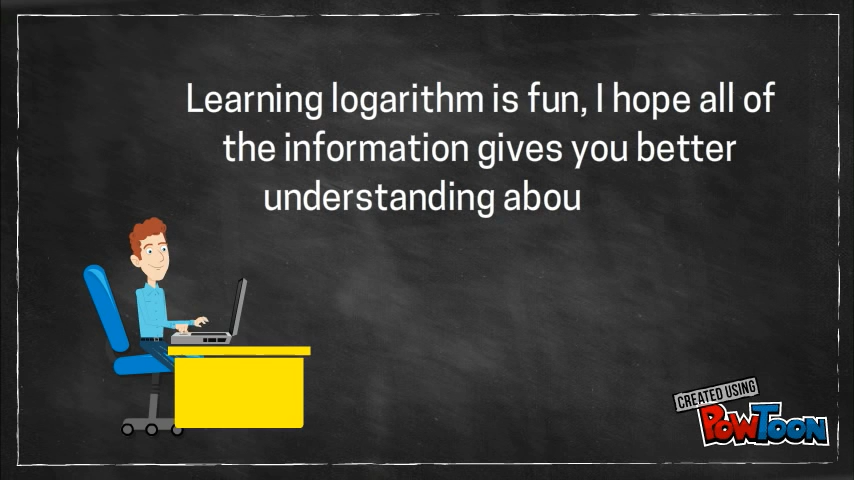 Learning logarithm is fun, I hope all of
the information gives you better
understanding abou
CREATED USING
POWTOON